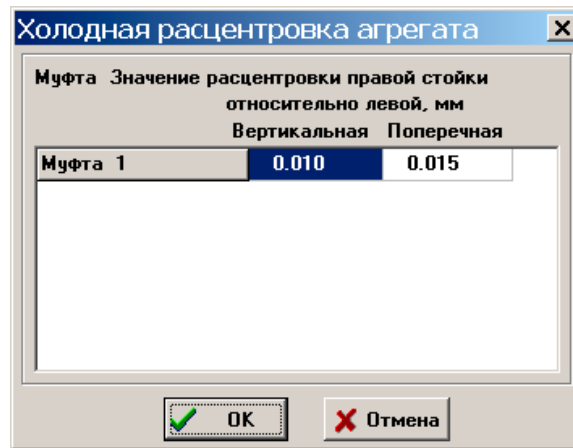 Холодная расцентровка агрегата
Муфта Значение расцентровки правой стойки
относительно левой, мм
Вертикальная Поперечная
Муфта 1 0.010 0.015
OK Отмена